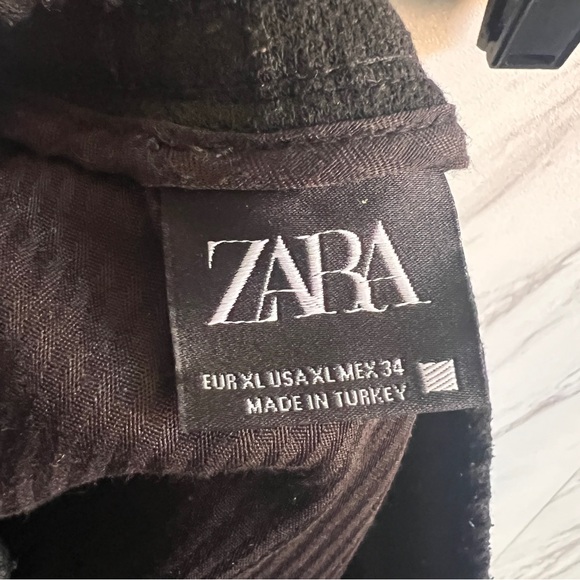 ZARA
EUR XL USA XL MEX 34
MADE IN TURKEY